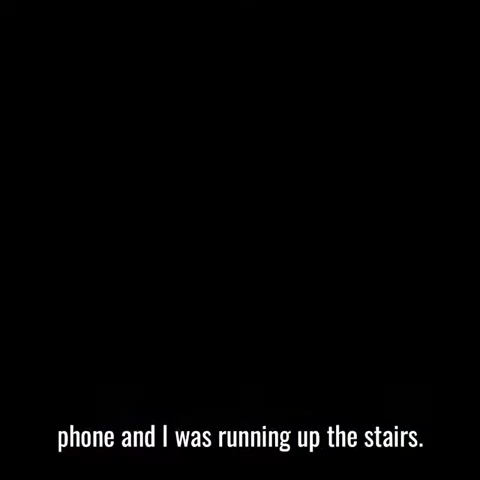 phone and I was running up the stairs.